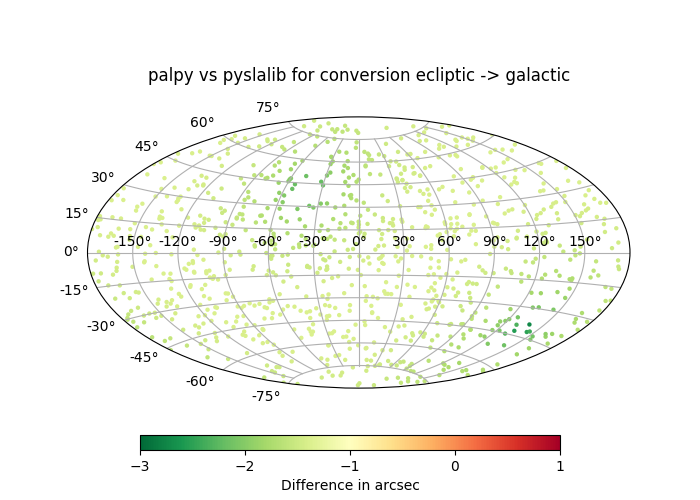 palpy vs pyslalib for conversion ecliptic -> galactic
75°
60°
45°
30°
15°
-150° -120° -90° -60° -30° 0° 30° 60° 90° 120° 150°
0°
-15°
-30°
-45°
-60°
-75°
−3 −2 −1 0 1
Difference in arcsec